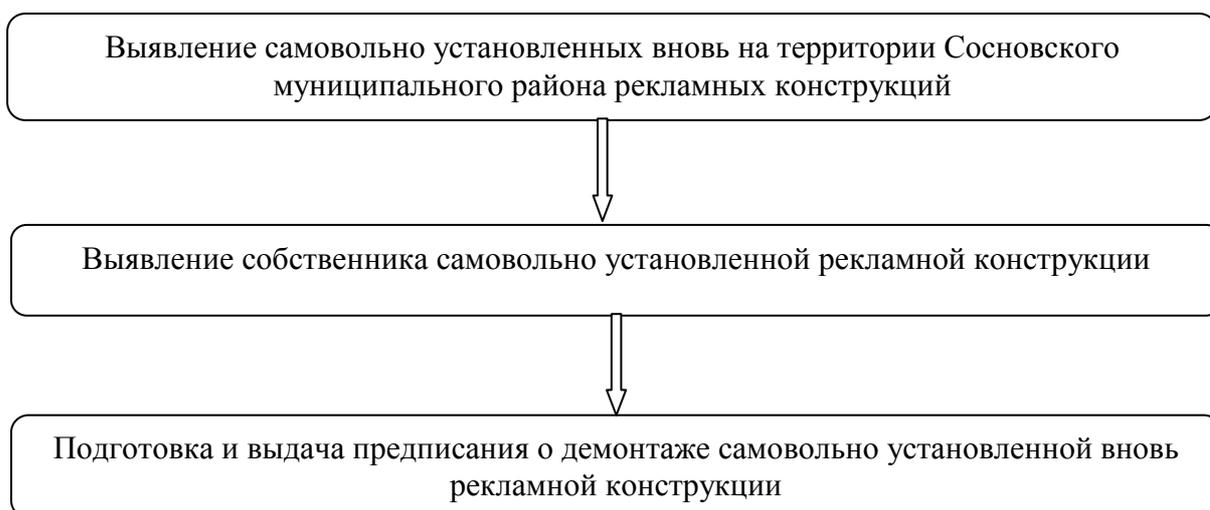 Выявление самовольно установленных вновь на территории Сосновского
муниципального района рекламных конструкций
Выявление собственника самовольно установленной рекламной конструкции
Подготовка и выдача предписания о демонтаже самовольно установленной вновь
рекламной конструкции